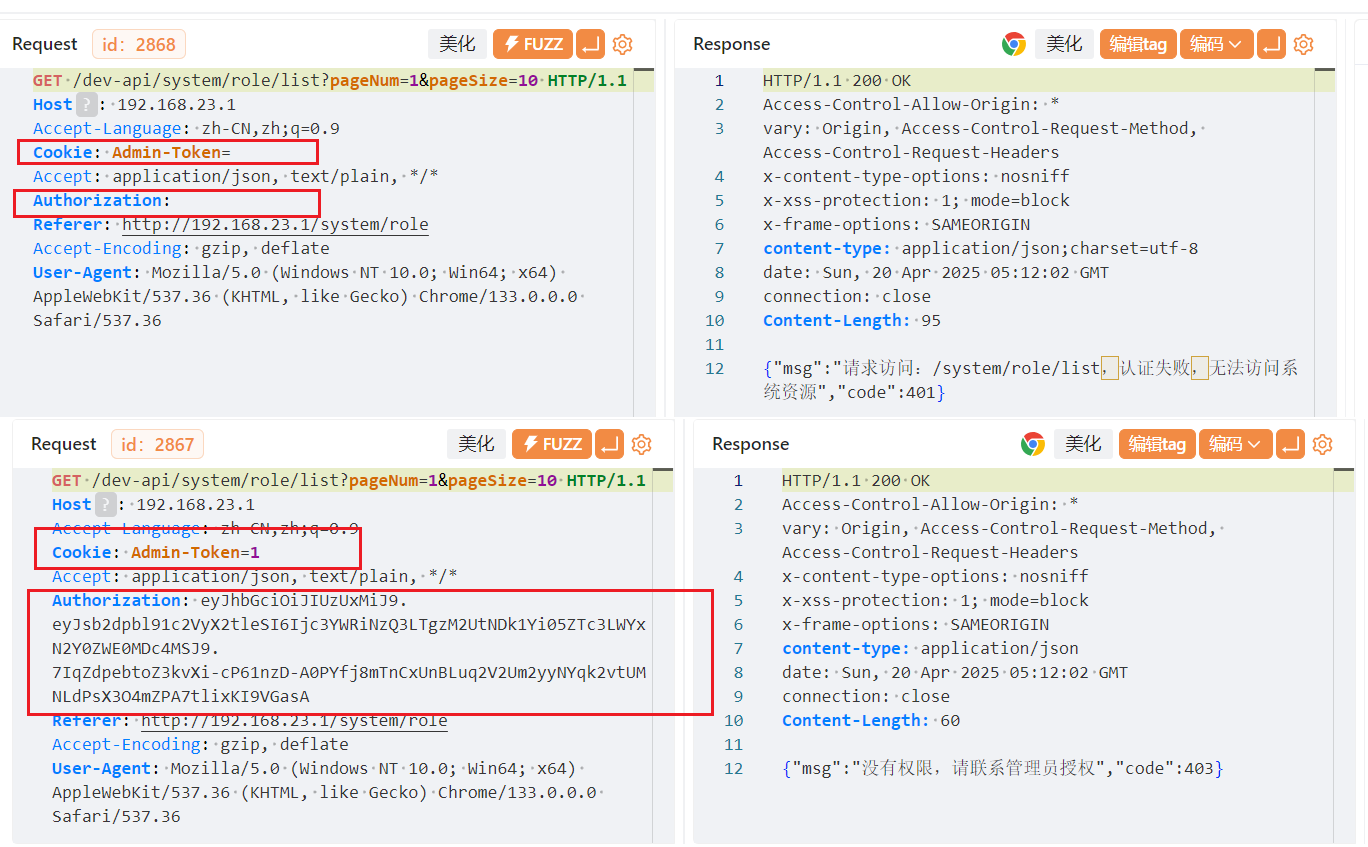 Request id: 2868 美化 FUZZ
GET /dev-api/system/role/list?pageNum=1&pageSize=10 HTTP/1.1
Host ? : 192.168.23.1
Accept-Language: zh-CN,zh;q=0.9
Cookie: Admin-Token=
Accept: application/json, text/plain, */*
Authorization:
Referer: http://192.168.23.1/system/role
Accept-Encoding: gzip, deflate
User-Agent: Mozilla/5.0 (Windows NT 10.0; Win64; x64)
AppleWebKit/537.36 (KHTML, like Gecko) Chrome/133.0.0.0
Safari/537.36
Response 美化 编辑tag 编码
1 HTTP/1.1 200 OK
2 Access-Control-Allow-Origin: *
3 vary: Origin, Access-Control-Request-Method,
Access-Control-Request-Headers
4 x-content-type-options: nosniff
5 x-xss-protection: 1; mode=block
6 x-frame-options: SAMEORIGIN
7 content-type: application/json;charset=utf-8
8 date: Sun, 20 Apr 2025 05:12:02 GMT
9 connection: close
10 Content-Length: 95
11
12 {"msg":"请求访问：/system/role/list，认证失败，无法访问系
统资源","code":401}
Request id: 2867 美化 FUZZ
GET /dev-api/system/role/list?pageNum=1&pageSize=10 HTTP/1.1
Host ? : 192.168.23.1
Accept-Language: zh-CN,zh;q=0.9
Cookie: Admin-Token=1
Accept: application/json, text/plain, */*
Authorization: eyJhbGciOiJIUzUxMiJ9.
eyJsb2dpbl91c2VyX2tleSI6Ijc3YWRiNzQ3LTgzM2UtNDk1Yi05ZTc3LWYx
N2Y0ZWE0MDc4MSJ9.
7IqZdpebtoZ3kvXi-cP61nzD-A0PYfj8mTnCxUnBLuq2V2Um2yyNYqk2vtUM
NLdPsX3O4mZPA7tlixKI9VGasA
Referer: http://192.168.23.1/system/role
Accept-Encoding: gzip, deflate
User-Agent: Mozilla/5.0 (Windows NT 10.0; Win64; x64)
AppleWebKit/537.36 (KHTML, like Gecko) Chrome/133.0.0.0
Safari/537.36
Response 美化 编辑tag 编码
1 HTTP/1.1 200 OK
2 Access-Control-Allow-Origin: *
3 vary: Origin, Access-Control-Request-Method,
Access-Control-Request-Headers
4 x-content-type-options: nosniff
5 x-xss-protection: 1; mode=block
6 x-frame-options: SAMEORIGIN
7 content-type: application/json
8 date: Sun, 20 Apr 2025 05:12:02 GMT
9 connection: close
10 Content-Length: 60
11
12 {"msg":"没有权限，请联系管理员授权","code":403}